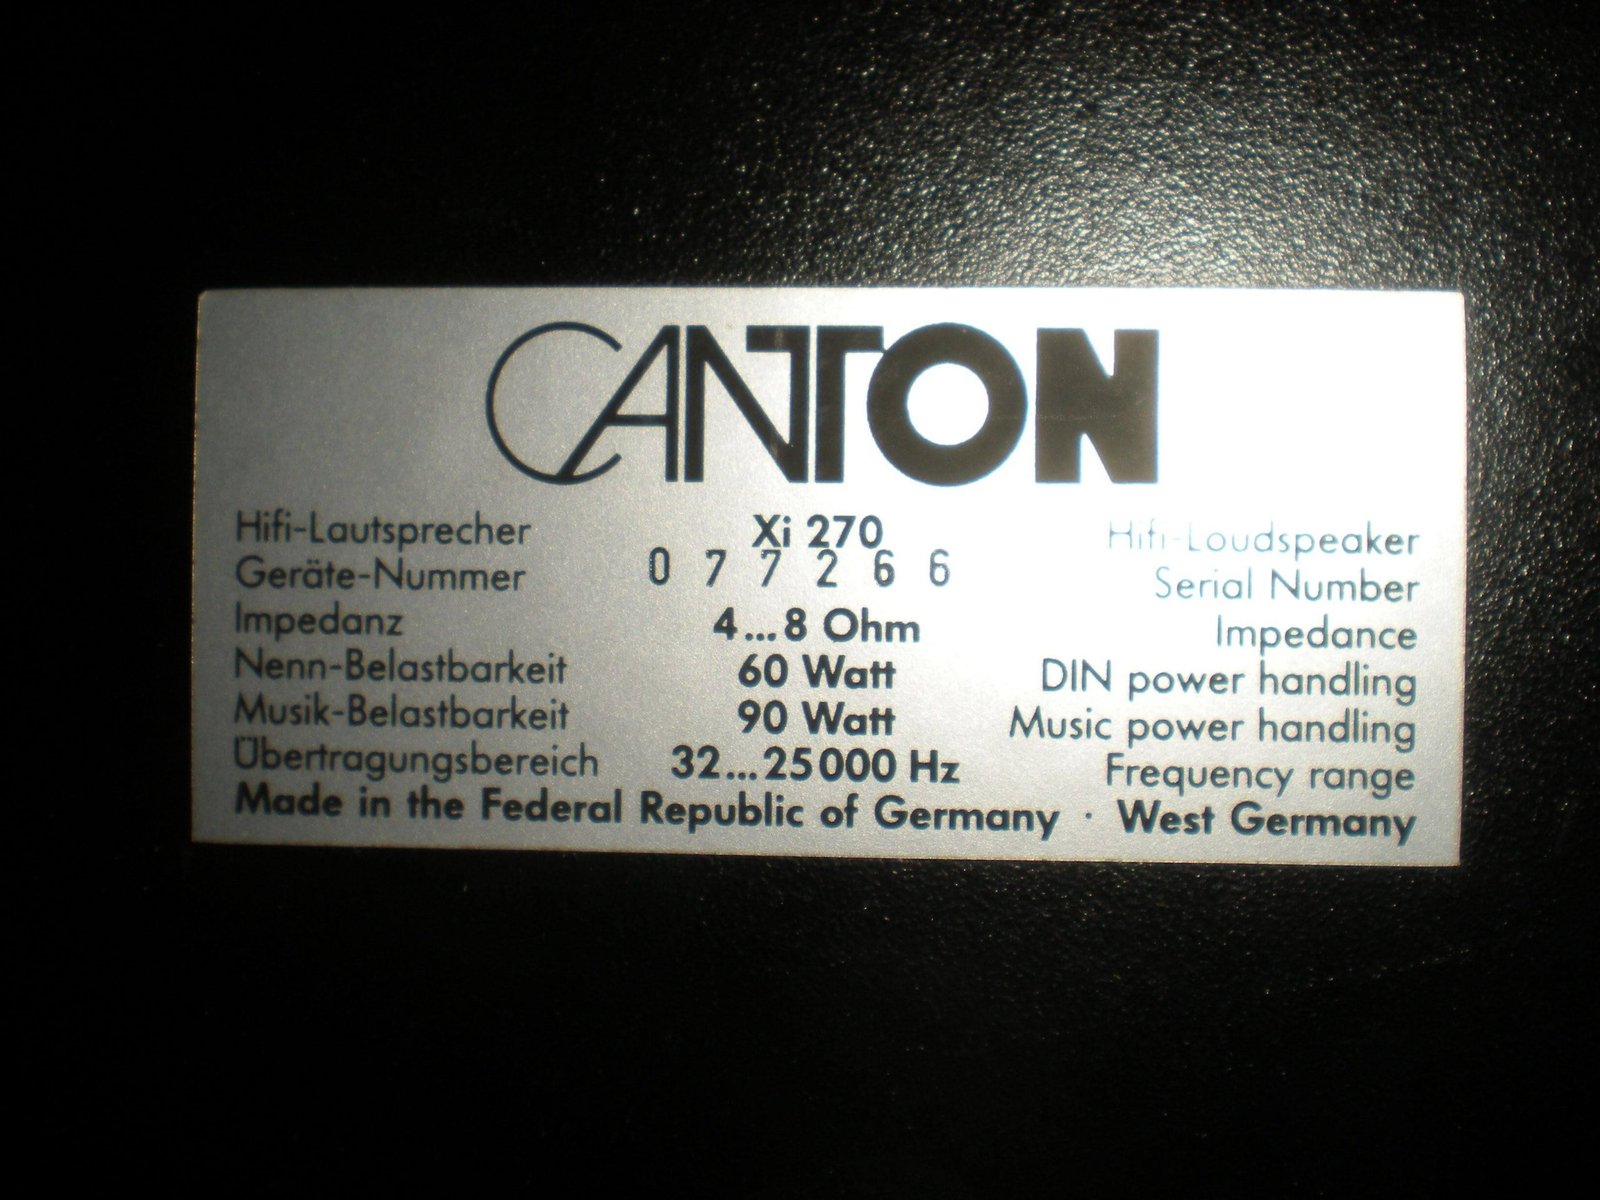 CANTON
Hifi-Lautsprecher Xi 270 Hifi-Loudspeaker
Geräte-Nummer 077266 Serial Number
Impedanz 4...8 Ohm Impedance
Nenn-Belastbarkeit 60 Watt DIN power handling
Musik-Belastbarkeit 90 Watt Music power handling
Übertragungsbereich 32...25000 Hz Frequency range
Made in the Federal Republic of Germany · West Germany